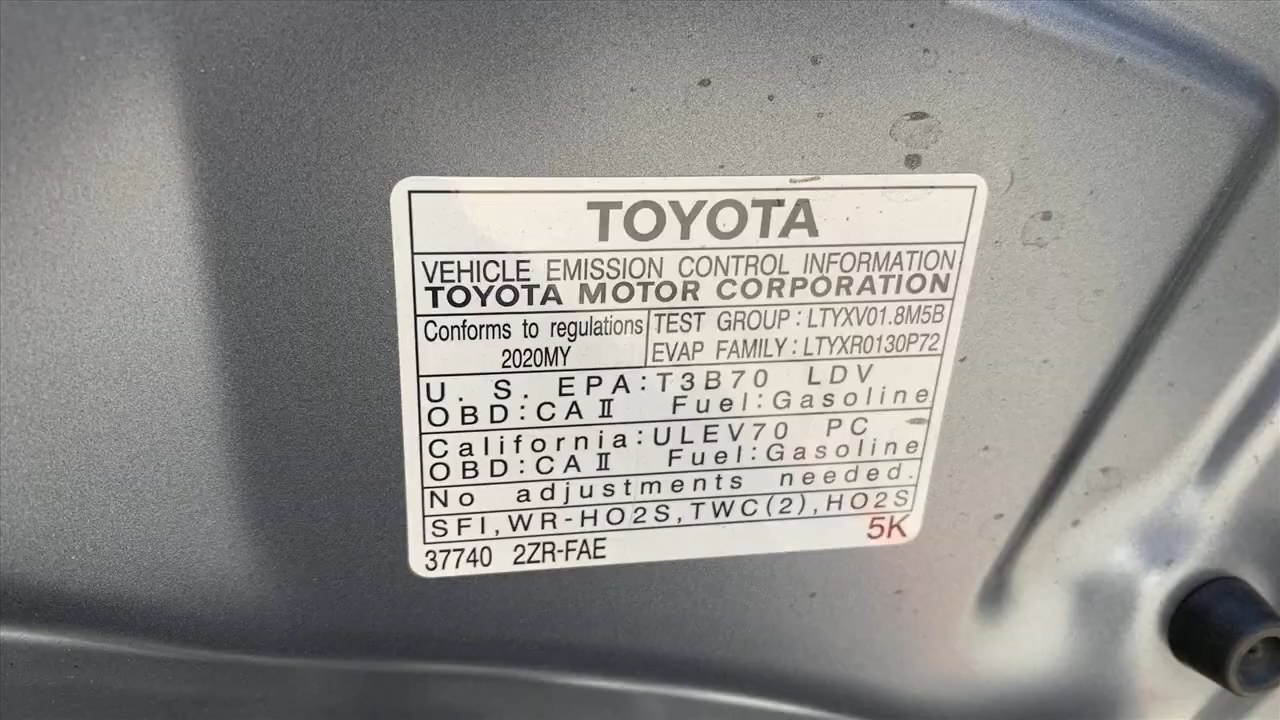 TOYOTA
VEHICLE EMISSION CONTROL INFORMATION
TOYOTA MOTOR CORPORATION
Conforms to regulations
2020MY
TEST GROUP : LTYXV01.8M5B
EVAP FAMILY : LTYXR0130P72
U. S. EPA:T3B70 LDV
OBD:CAⅡ Fuel:Gasoline
California:ULEV70 PC
OBD:CAⅡ Fuel:Gasoline
No adjustments needed.
SFI,WR-HO2S,TWC(2),HO2S
37740 2ZR-FAE
5K